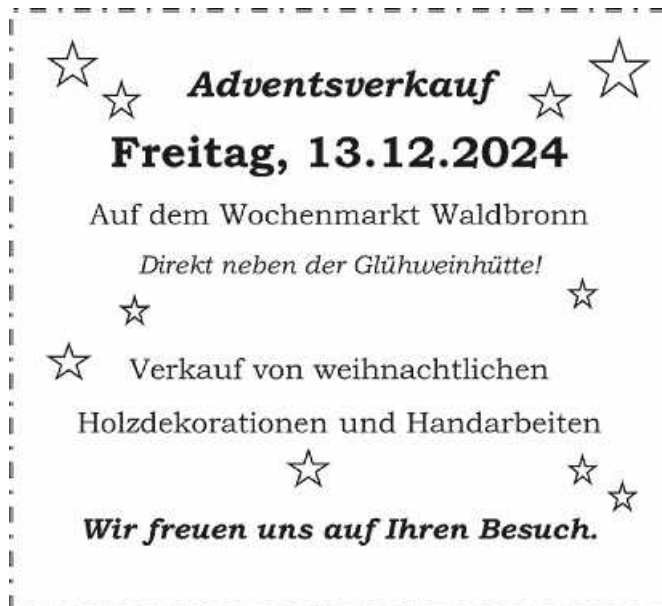 Adventsverkauf
Freitag, 13.12.2024
Auf dem Wochenmarkt Waldbronn
Direkt neben der Glühweinhütte!
Verkauf von weihnachtlichen
Holzdekorationen und Handarbeiten
Wir freuen uns auf Ihren Besuch.